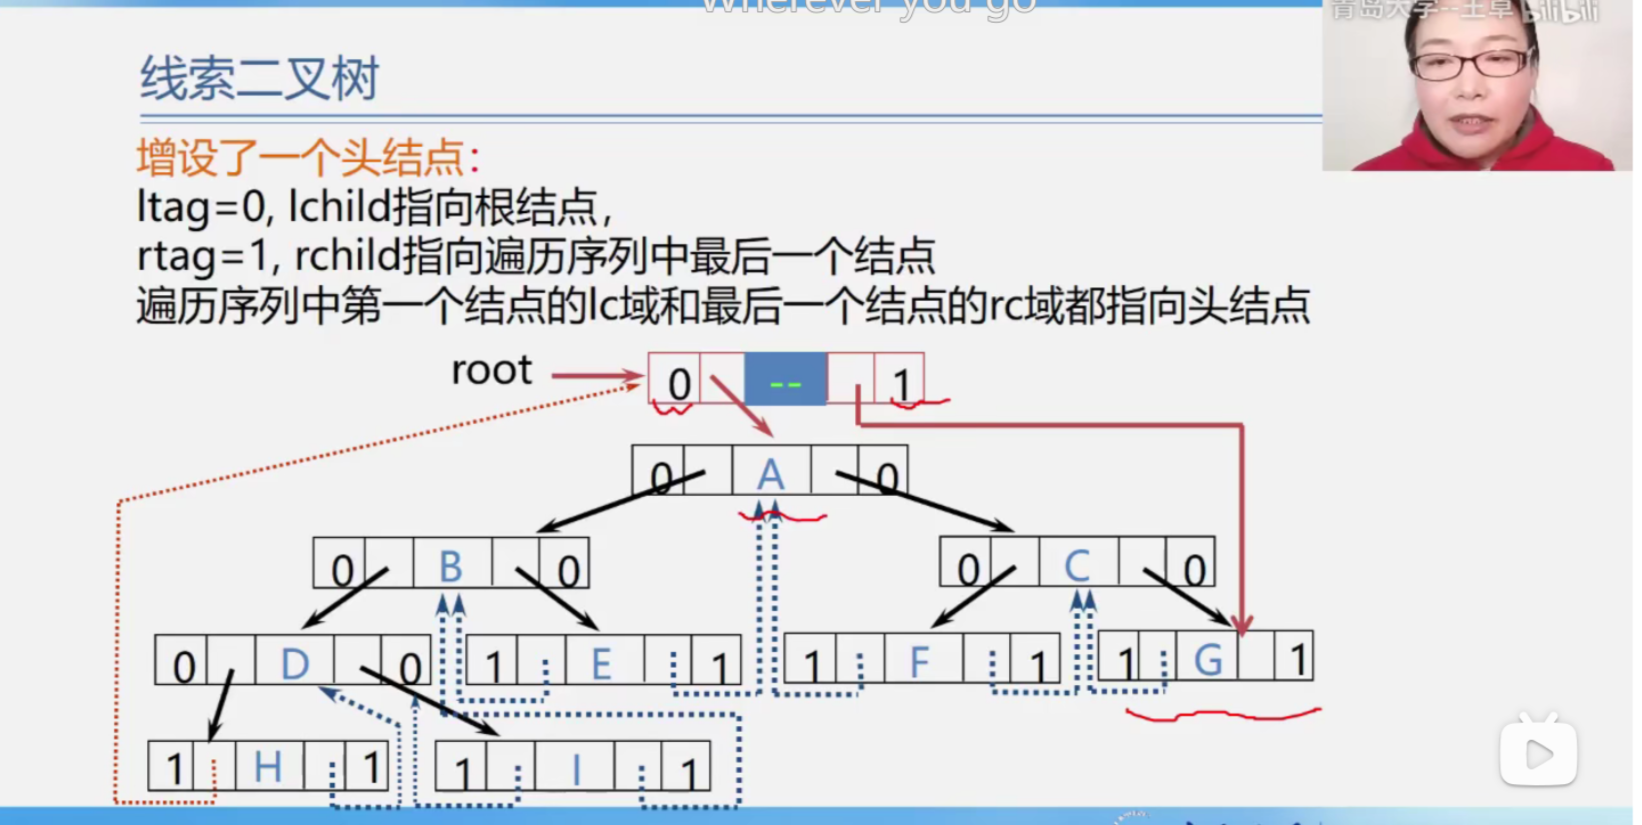 Wherever you go
青岛大学--王卓 bilibili
线索二叉树
增设了一个头结点：
ltag=0, lchild指向根结点，
rtag=1, rchild指向遍历序列中最后一个结点
遍历序列中第一个结点的lc域和最后一个结点的rc域都指向头结点
root 0 -- 1
0 A 0
0 B 0 0 C 0
0 D 0 1 E 1 1 F 1 1 G 1
1 H 1 1 I 1